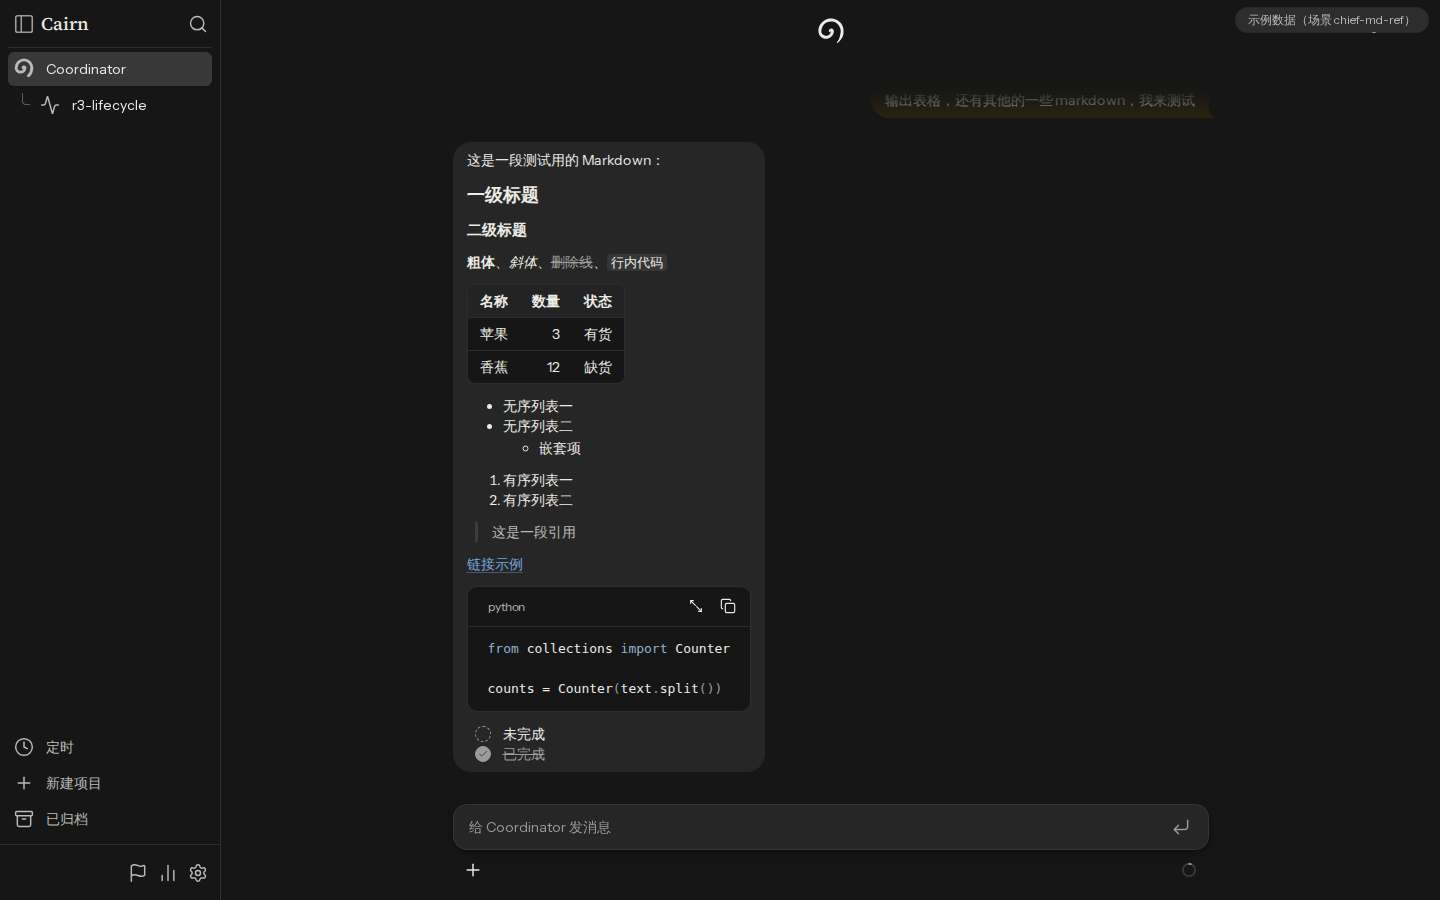 Cairn
Coordinator
r3-lifecycle
定时
新建项目
已归档
示例数据（场景 chief-md-ref）
输出表格，还有其他的一些 markdown，我来测试
这是一段测试用的 Markdown：
一级标题
二级标题
粗体、斜体、删除线、行内代码
名称 数量 状态
苹果 3 有货
香蕉 12 缺货
无序列表一
无序列表二
嵌套项
1. 有序列表一
2. 有序列表二
这是一段引用
链接示例
python
from collections import Counter
counts = Counter(text.split())
未完成
已完成
给 Coordinator 发消息